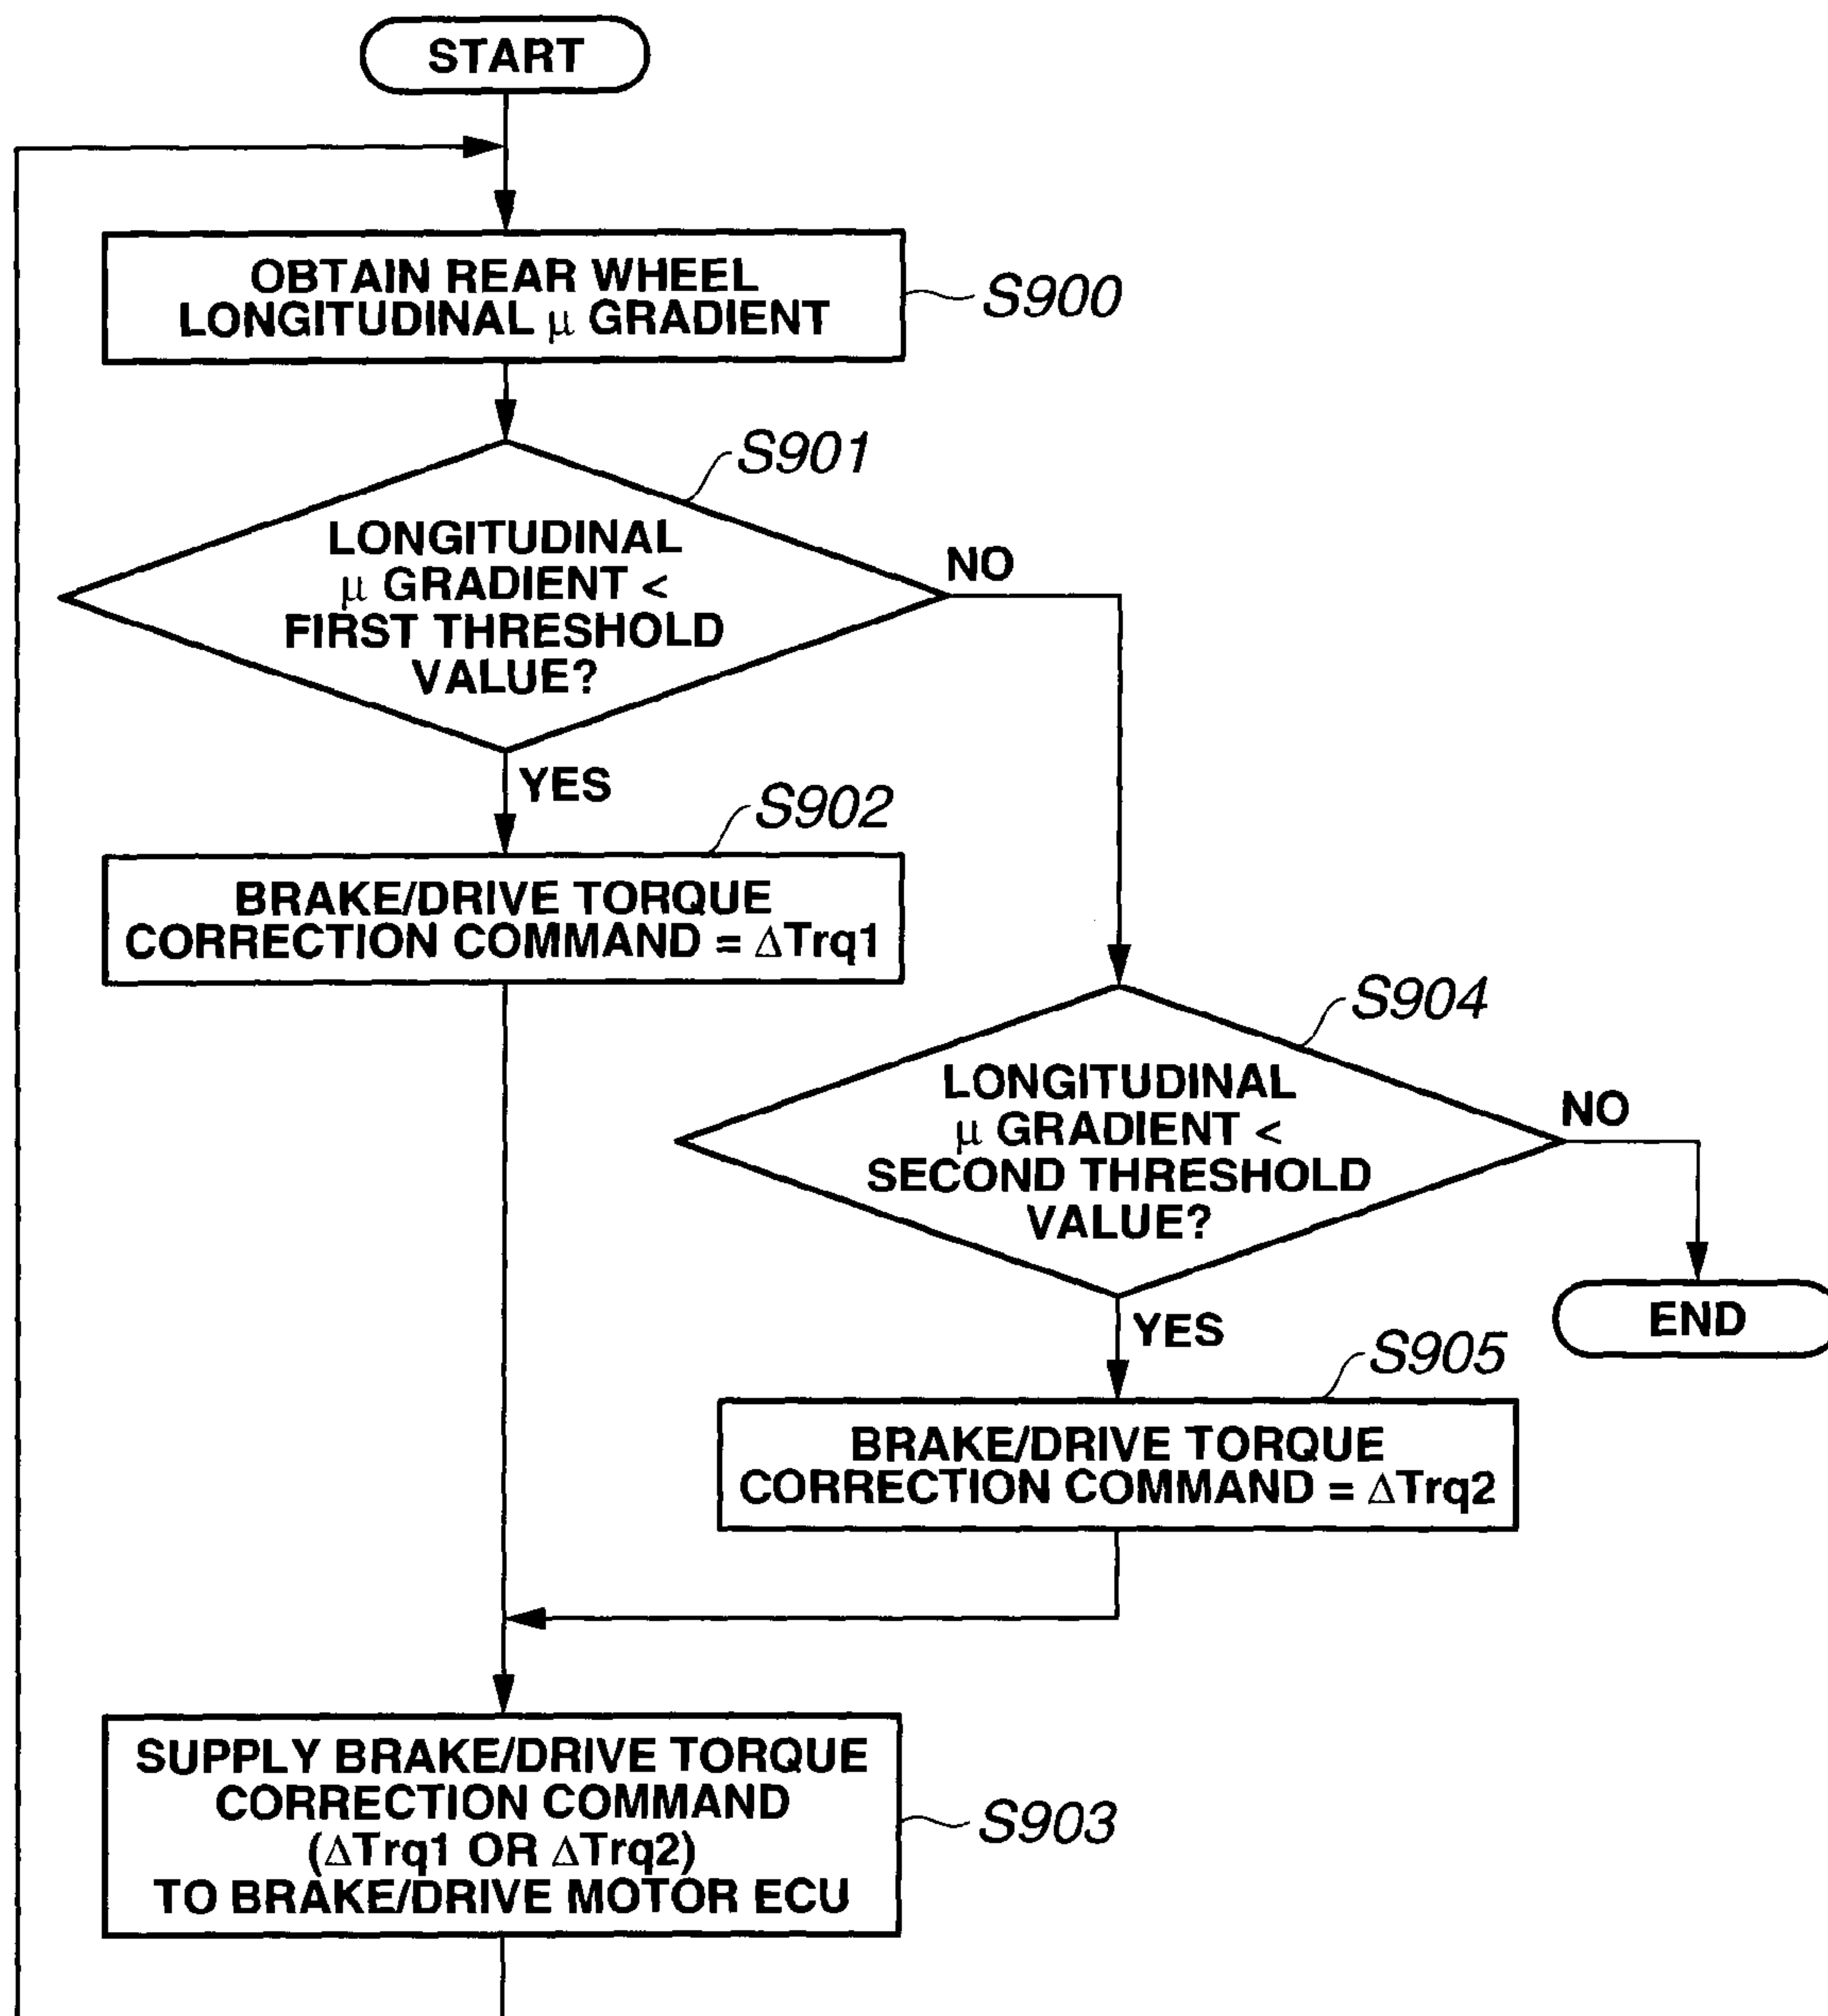 START
OBTAIN REAR WHEEL
LONGITUDINAL μ GRADIENT
S900
S901
LONGITUDINAL
μ GRADIENT <
FIRST THRESHOLD
VALUE?
NO
YES
S902
BRAKE/DRIVE TORQUE
CORRECTION COMMAND = ΔTrq1
S904
LONGITUDINAL
μ GRADIENT <
SECOND THRESHOLD
VALUE?
NO
END
YES
S905
BRAKE/DRIVE TORQUE
CORRECTION COMMAND = ΔTrq2
SUPPLY BRAKE/DRIVE TORQUE
CORRECTION COMMAND
(ΔTrq1 OR ΔTrq2)
TO BRAKE/DRIVE MOTOR ECU
S903